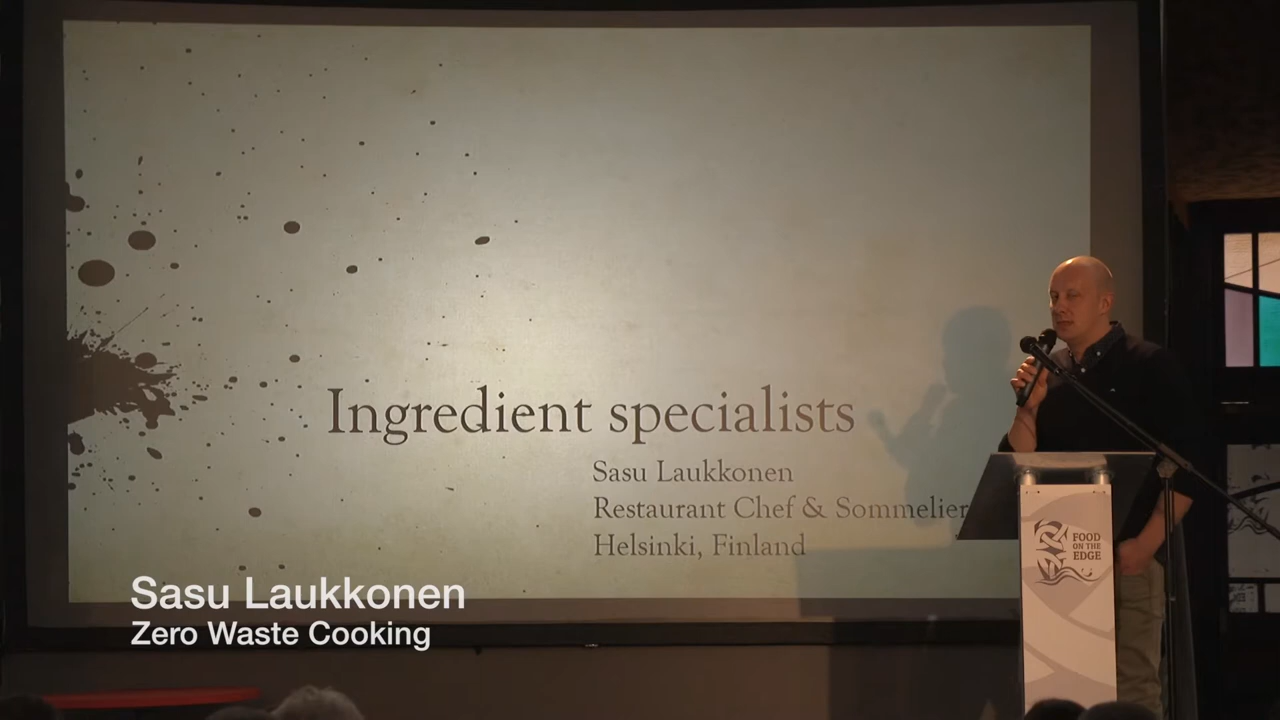 Ingredient specialists
Sasu Laukkonen
Restaurant Chef & Sommelier
Helsinki, Finland
Sasu Laukkonen
Zero Waste Cooking
FOOD
ON THE
EDGE